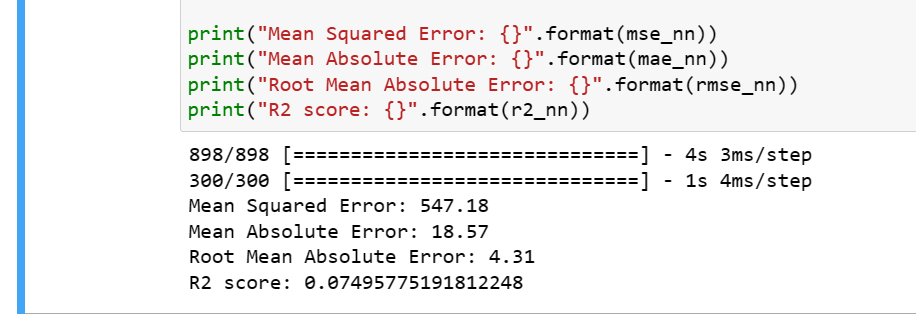 print("Mean Squared Error: {}".format(mse_nn))
print("Mean Absolute Error: {}".format(mae_nn))
print("Root Mean Absolute Error: {}".format(rmse_nn))
print("R2 score: {}".format(r2_nn))
898/898 [==============================] - 4s 3ms/step
300/300 [==============================] - 1s 4ms/step
Mean Squared Error: 547.18
Mean Absolute Error: 18.57
Root Mean Absolute Error: 4.31
R2 score: 0.07495775191812248